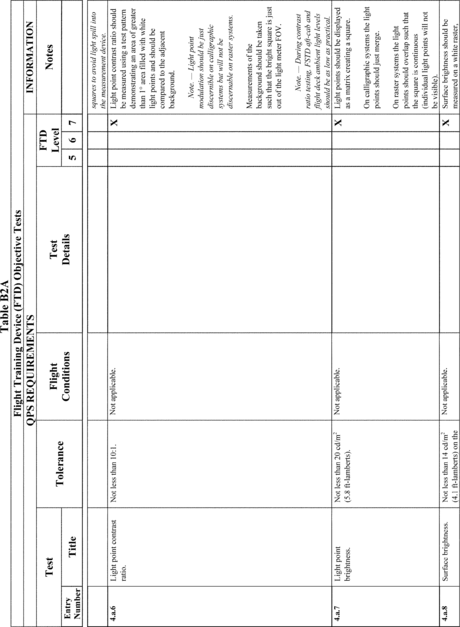 Table B2A
Flight Training Device (FTD) Objective Tests
QPS REQUIREMENTS
INFORMATION
Test
Tolerance
Flight
Conditions
Test
Details
FTD
Level
Notes
Entry
Number
Title
5 6 7
squares to avoid light spill into
the measurement device.
4.a.6
Light point contrast
ratio.
Not less than 10:1.
Not applicable.
X
Light point contrast ratio should
be measured using a test pattern
demonstrating an area of greater
than 1° area filled with white
light points and should be
compared to the adjacent
background.
Note. — Light point
modulation should be just
discernable on calligraphic
systems but will not be
discernable on raster systems.
Measurements of the
background should be taken
such that the bright square is just
out of the light meter FOV.
Note. — During contrast
ratio testing, FSTD aft-cab and
flight deck ambient light levels
should be as low as practical.
4.a.7
Light point
brightness.
Not less than 20 cd/m²
(5.8 ft-lamberts).
Not applicable.
X
Light points should be displayed
as a matrix creating a square.
On calligraphic systems the light
points should just merge.
On raster systems the light
points should overlap such that
the square is continuous
(individual light points will not
be visible).
4.a.8
Surface brightness.
Not less than 14 cd/m²
(4.1 ft-lamberts) on the
Not applicable.
X
Surface brightness should be
measured on a white raster,